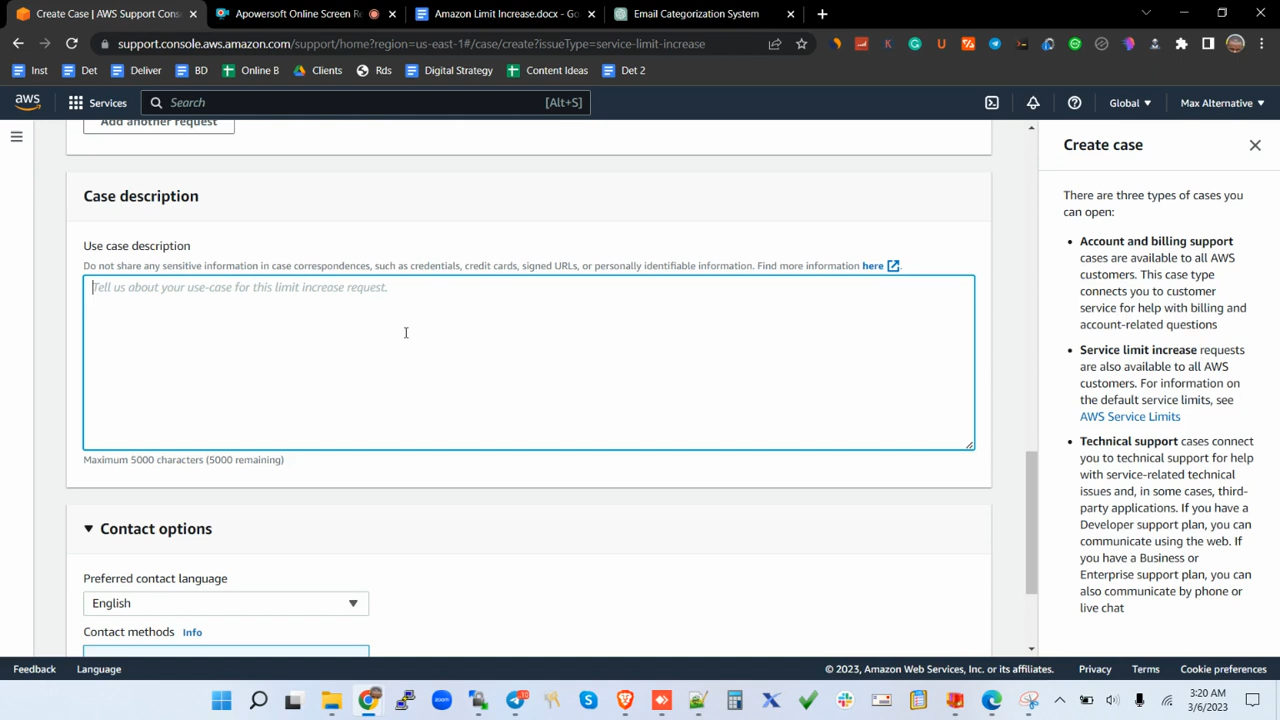 Create Case | AWS Support Cons
Apowersoft Online Screen Re
Amazon Limit Increase.docx - Go
Email Categorization System
support.console.aws.amazon.com/support/home?region=us-east-1#/case/create?issueType=service-limit-increase
Inst
Det
Deliver
BD
Online B
Clients
Rds
Digital Strategy
Content Ideas
Det 2
aws
Services
Search
[Alt+S]
Global
Max Alternative
Add another request
Case description
Use case description
Do not share any sensitive information in case correspondences, such as credentials, credit cards, signed URLs, or personally identifiable information. Find more information here.
Tell us about your use-case for this limit increase request.
Maximum 5000 characters (5000 remaining)
Contact options
Preferred contact language
English
Contact methods Info
Create case
There are three types of cases you
can open:
• Account and billing support
cases are available to all AWS
customers. This case type
connects you to customer
service for help with billing and
account-related questions
• Service limit increase requests
are also available to all AWS
customers. For information on
the default service limits, see
AWS Service Limits
• Technical support cases connect
you to technical support for help
with service-related technical
issues and, in some cases, third-
party applications. If you have a
Developer support plan, you can
communicate using the web. If
you have a Business or
Enterprise support plan, you can
also communicate by phone or
live chat
Feedback
Language
© 2023, Amazon Web Services, Inc. or its affiliates.
Privacy
Terms
Cookie preferences
3:20 AM
3/6/2023